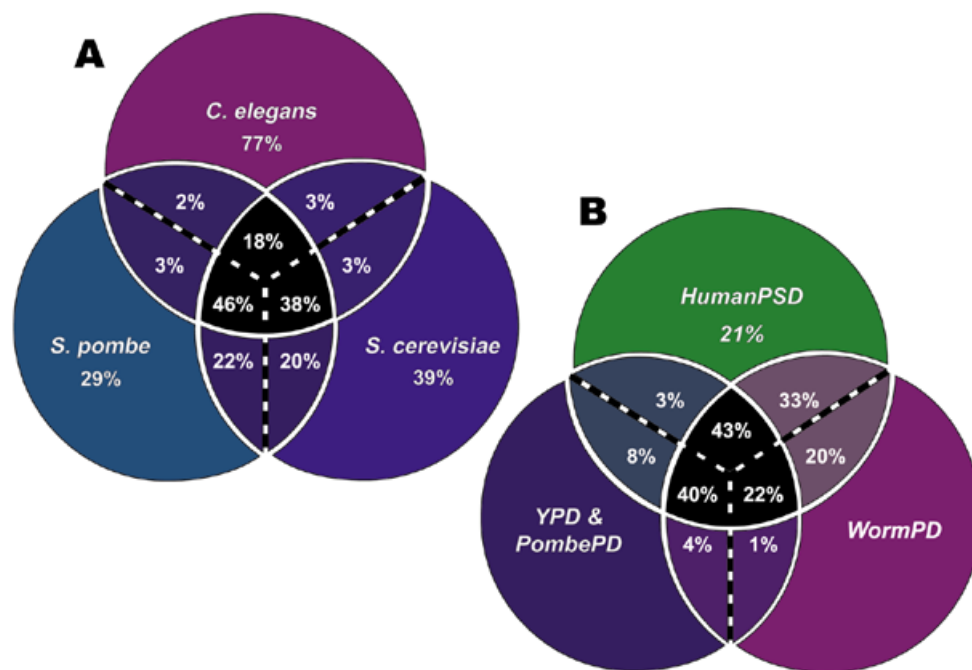 A
C. elegans
77%
2%
3%
18%
3%
3%
46%
38%
S. pombe
29%
22%
20%
S. cerevisiae
39%
B
HumanPSD
21%
3%
33%
43%
8%
20%
40%
22%
YPD &
PombePD
4%
1%
WormPD